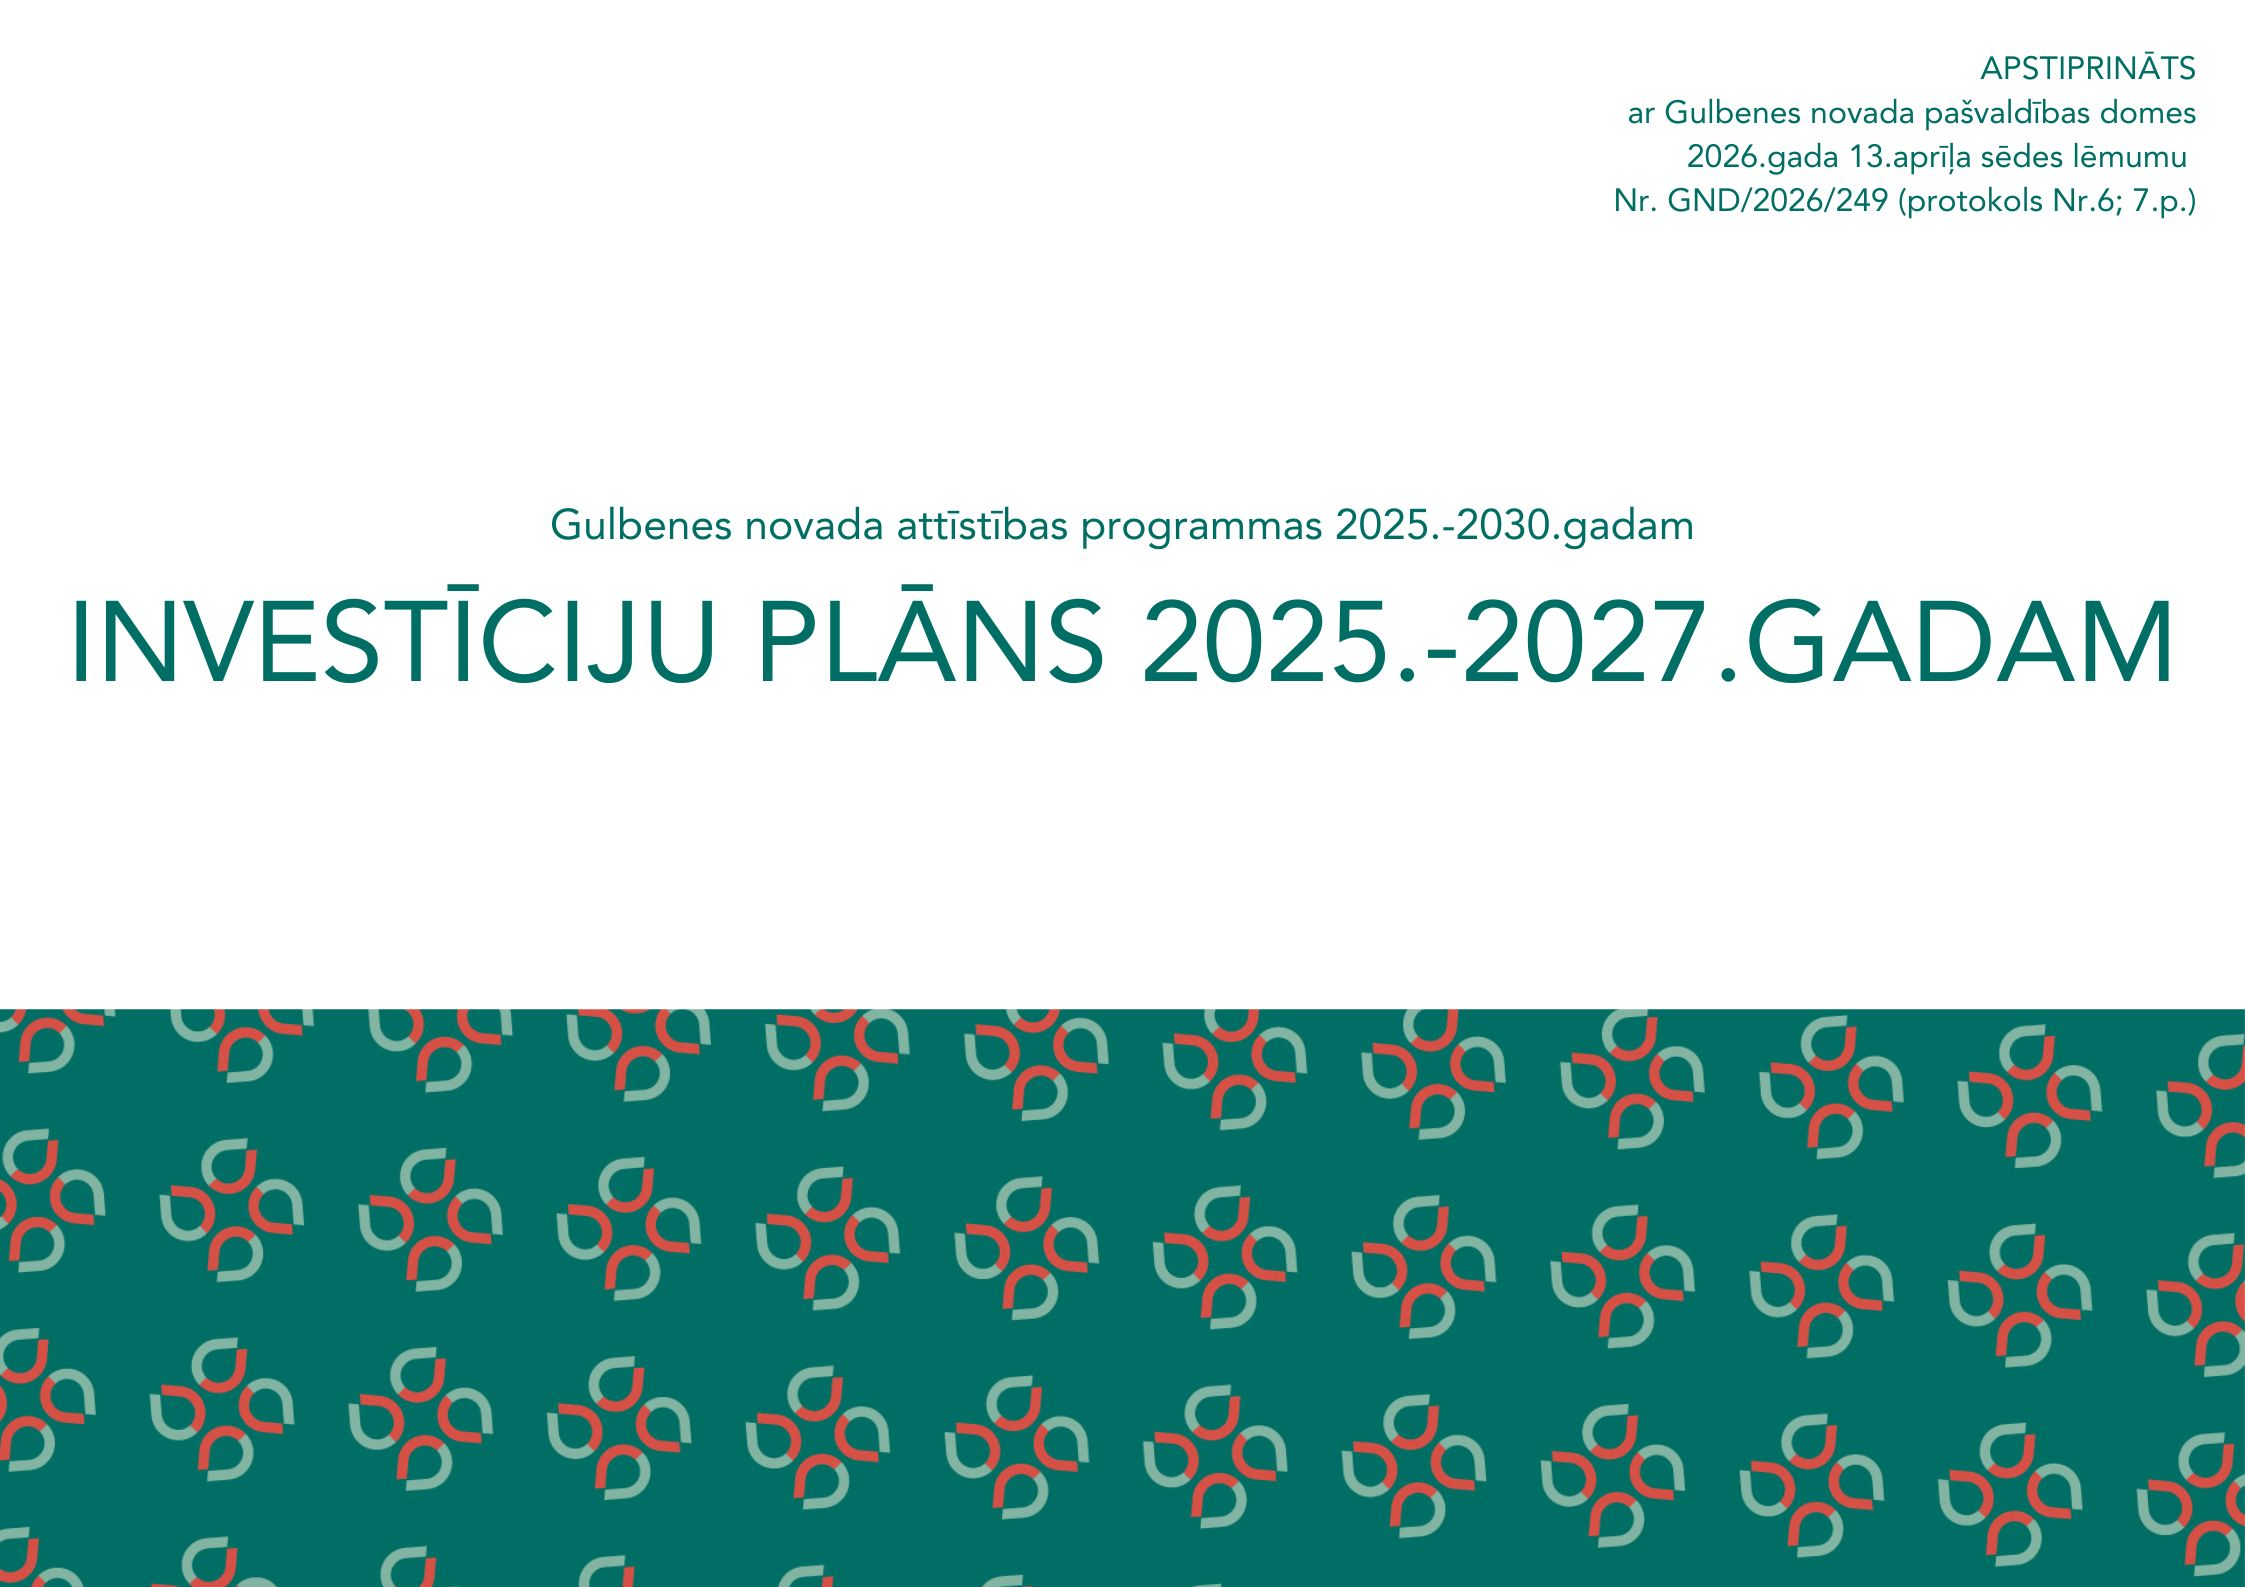 APSTIPRINĀTS
ar Gulbenes novada pašvaldības domes
2026.gada 13.aprīļa sēdes lēmumu
Nr. GND/2026/249 (protokols Nr.6; 7.p.)
Gulbenes novada attīstības programmas 2025.-2030.gadam
INVESTĪCIJU PLĀNS 2025.-2027.GADAM